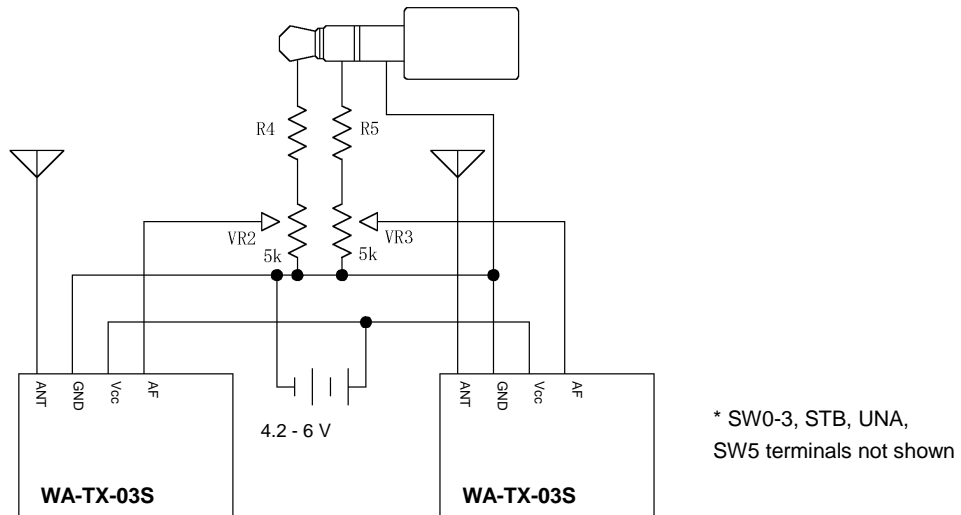 R4
R5
VR2
VR3
5k
5k
ANT
GND
Vcc
AF
ANT
GND
Vcc
AF
4.2 - 6 V
* SW0-3, STB, UNA,
SW5 terminals not shown
WA-TX-03S
WA-TX-03S